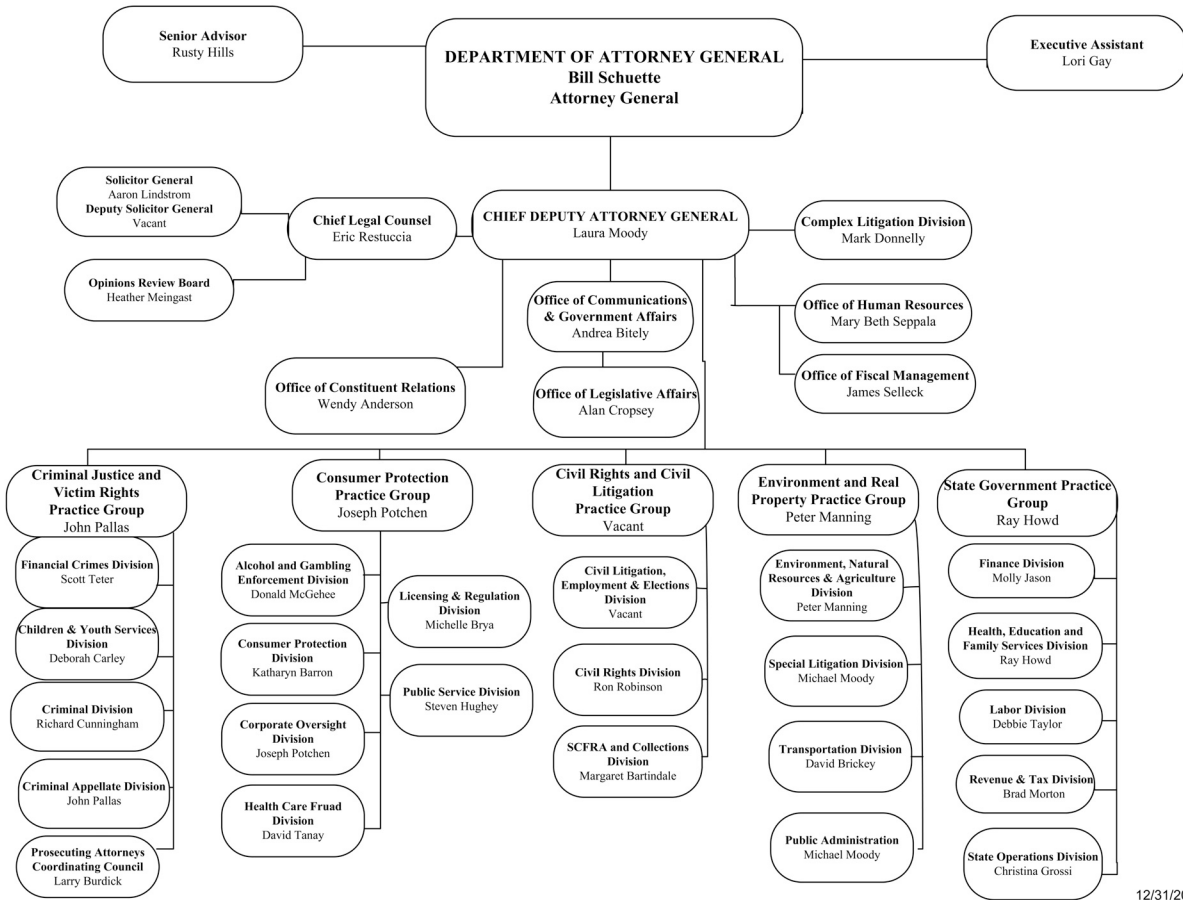 Senior Advisor
Rusty Hills
DEPARTMENT OF ATTORNEY GENERAL
Bill Schuette
Attorney General
Executive Assistant
Lori Gay
Solicitor General
Aaron Lindstrom
Deputy Solicitor General
Vacant
Chief Legal Counsel
Eric Restuccia
CHIEF DEPUTY ATTORNEY GENERAL
Laura Moody
Complex Litigation Division
Mark Donnelly
Opinions Review Board
Heather Meingast
Office of Communications
& Government Affairs
Andrea Bitely
Office of Human Resources
Mary Beth Seppala
Office of Constituent Relations
Wendy Anderson
Office of Legislative Affairs
Alan Cropsey
Office of Fiscal Management
James Selleck
Criminal Justice and
Victim Rights
Practice Group
John Pallas
Financial Crimes Division
Scott Teter
Children & Youth Services
Division
Deborah Carley
Criminal Division
Richard Cunningham
Criminal Appellate Division
John Pallas
Prosecuting Attorneys
Coordinating Council
Larry Burdick
Consumer Protection
Practice Group
Joseph Potchen
Alcohol and Gambling
Enforcement Division
Donald McGehee
Licensing & Regulation
Division
Michelle Brya
Consumer Protection
Division
Katharyn Barron
Public Service Division
Steven Hughey
Corporate Oversight
Division
Joseph Potchen
Health Care Fruad
Division
David Tanay
Civil Rights and Civil
Litigation
Practice Group
Vacant
Civil Litigation,
Employment & Elections
Division
Vacant
Civil Rights Division
Ron Robinson
SCFRA and Collections
Division
Margaret Bartindale
Environment and Real
Property Practice Group
Peter Manning
Environment, Natural
Resources & Agriculture
Division
Peter Manning
Special Litigation Division
Michael Moody
Transportation Division
David Brickey
Public Administration
Michael Moody
State Government Practice
Group
Ray Howd
Finance Division
Molly Jason
Health, Education and
Family Services Division
Ray Howd
Labor Division
Debbie Taylor
Revenue & Tax Division
Brad Morton
State Operations Division
Christina Grossi